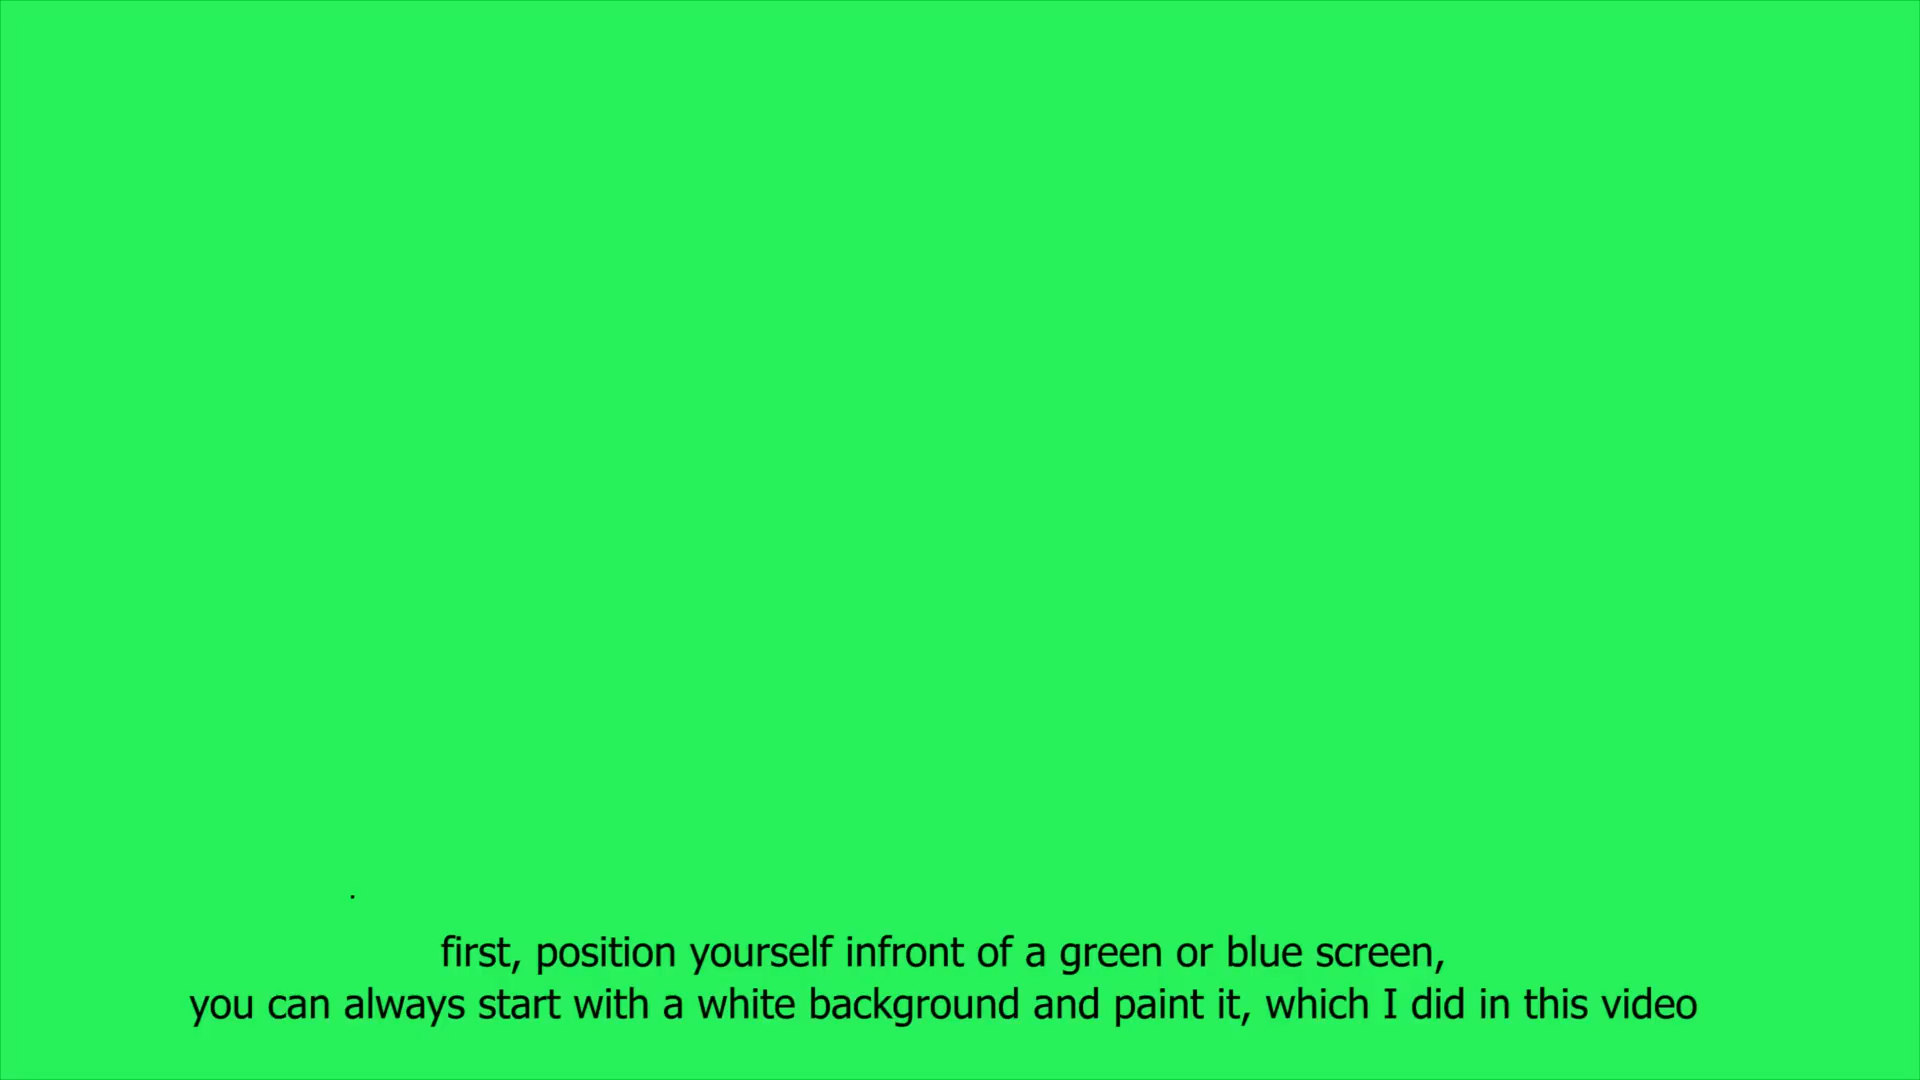 first, position yourself infront of a green or blue screen,
you can always start with a white background and paint it, which I did in this video